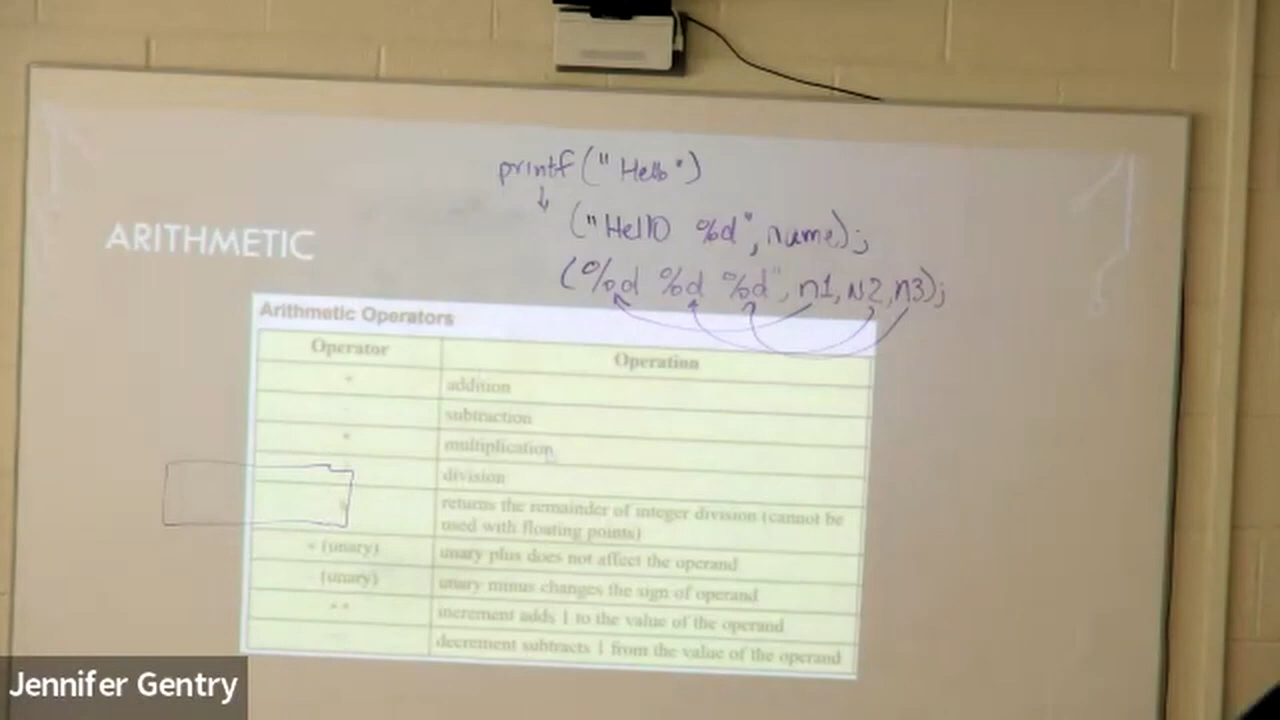 printf("Hello")
("Hello %d", name);
ARITHMETIC
(%d %d %d", n1, N2, n3);
Arithmetic Operators
Operator Operation
+ addition
subtraction
* multiplication
division
returns the remainder of integer division (cannot be
used with floating points)
+ (unary) unary plus does not affect the operand
(unary) unary minus changes the sign of operand
++ increment adds 1 to the value of the operand
decrement subtracts 1 from the value of the operand
Jennifer Gentry